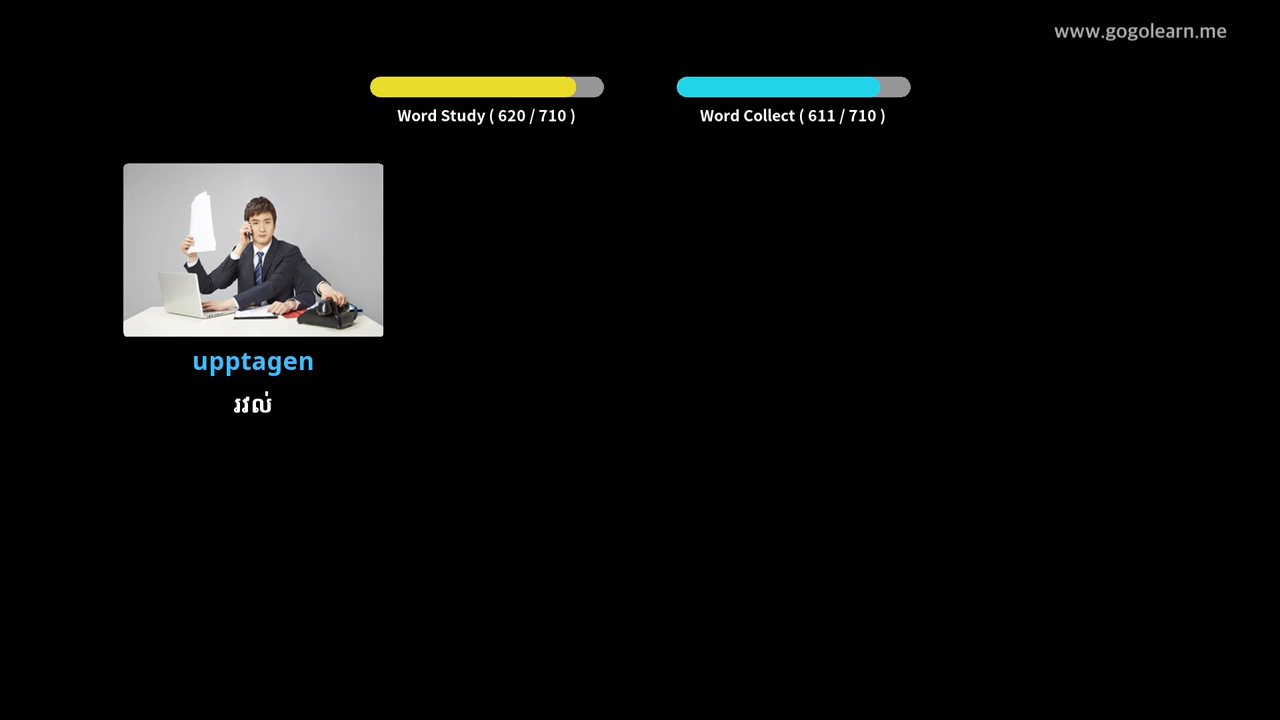 www.gogolearn.me
Word Study ( 620 / 710 )
Word Collect ( 611 / 710 )
upptagen
រវល់